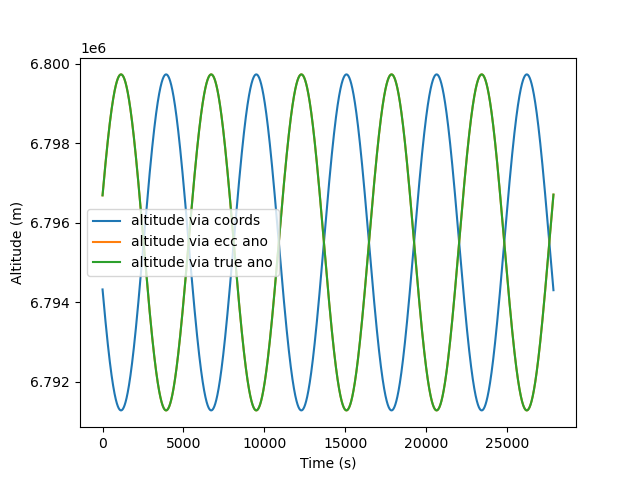 1e6
6.800
6.798
6.796
6.794
6.792
Altitude (m)
altitude via coords
altitude via ecc ano
altitude via true ano
0
5000
10000
15000
20000
25000
Time (s)